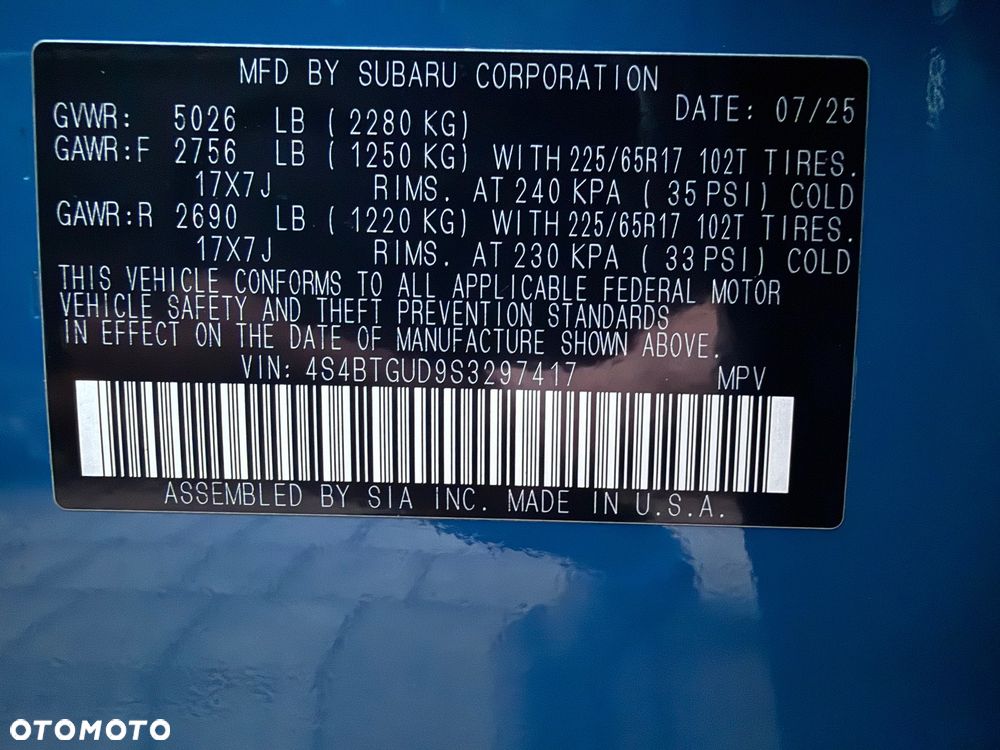 MFD BY SUBARU CORPORATION
DATE: 07/25
GVWR: 5026 LB ( 2280 KG)
GAWR:F 2756 LB ( 1250 KG) WITH 225/65R17 102T TIRES.
17X7J RIMS. AT 240 KPA ( 35 PSI) COLD
GAWR:R 2690 LB ( 1220 KG) WITH 225/65R17 102T TIRES.
17X7J RIMS. AT 230 KPA ( 33 PSI) COLD
THIS VEHICLE CONFORMS TO ALL APPLICABLE FEDERAL MOTOR
VEHICLE SAFETY AND THEFT PREVENTION STANDARDS
IN EFFECT ON THE DATE OF MANUFACTURE SHOWN ABOVE.
VIN: 4S4BTGUD9S3297417 MPV
ASSEMBLED BY SIA INC. MADE IN U.S.A.
OTOMOTO